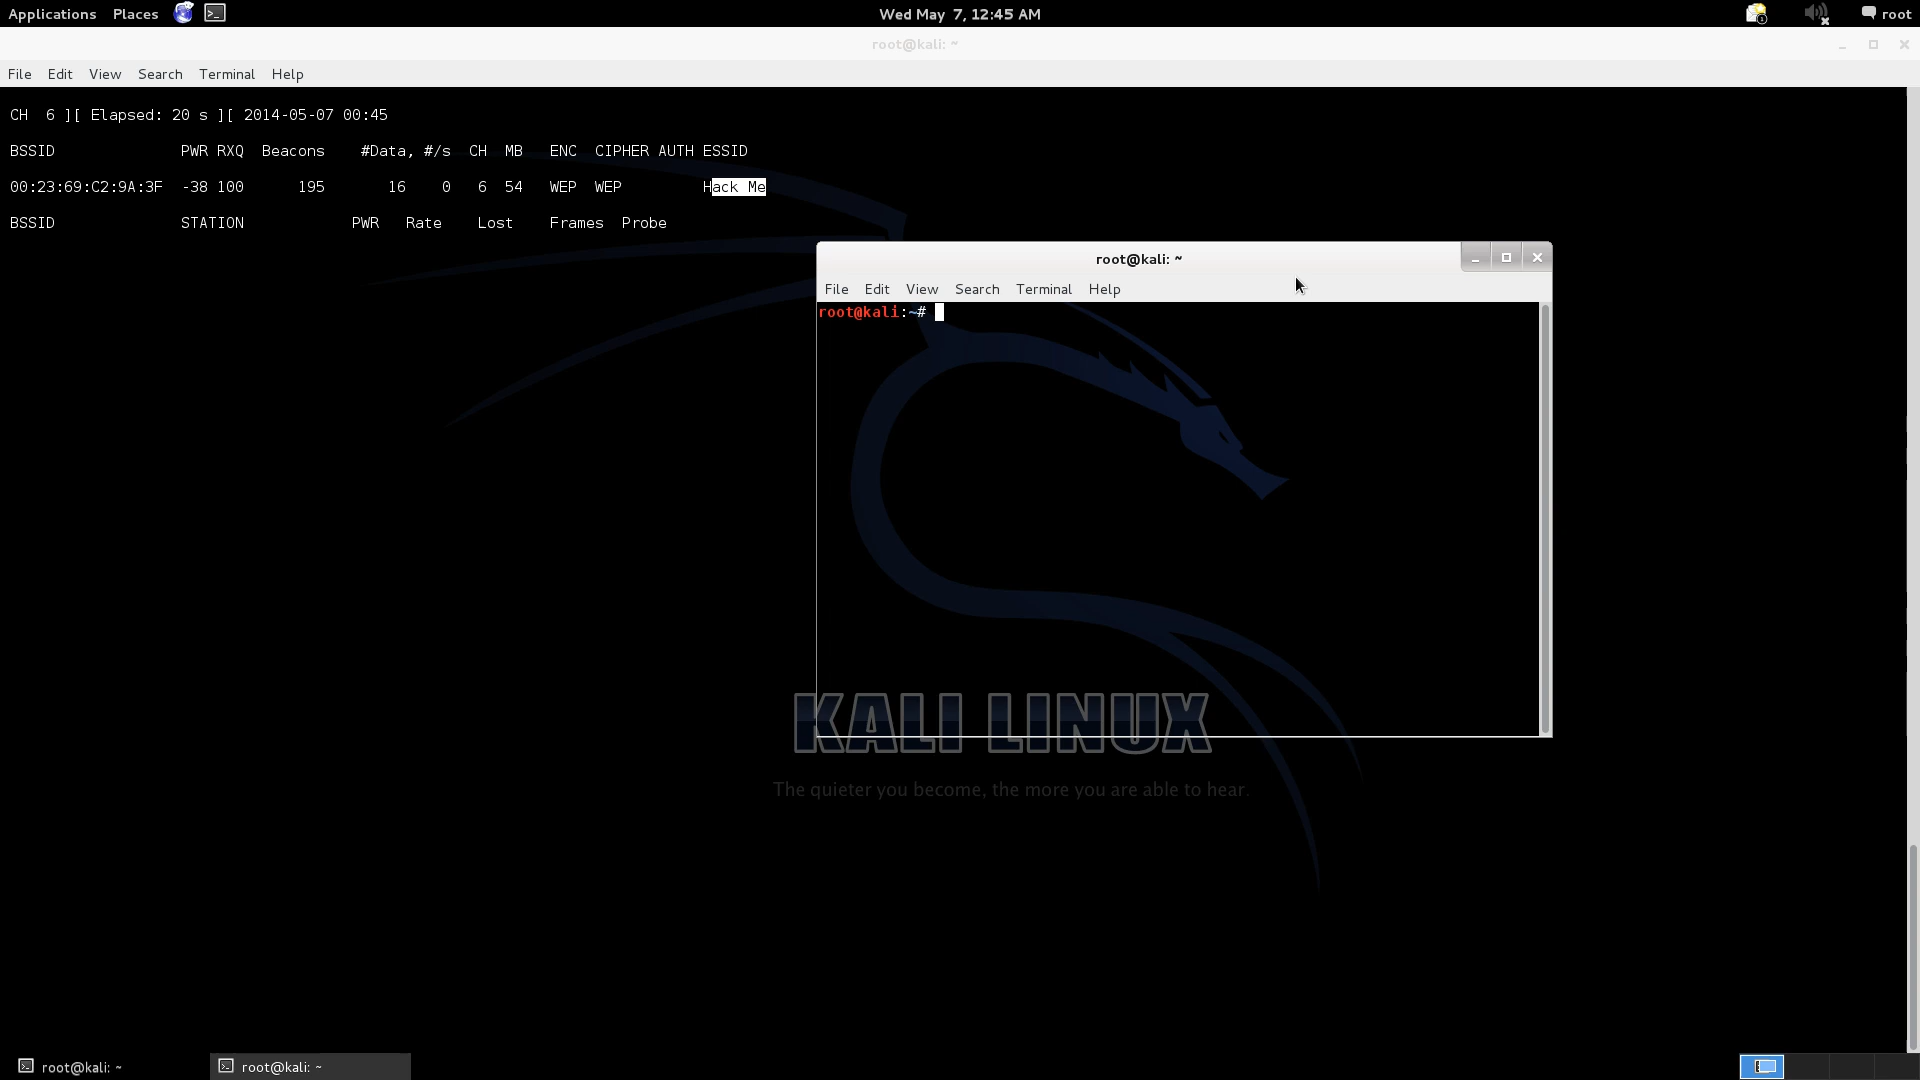 Applications Places Wed May 7, 12:45 AM root
root@kali: ~
File Edit View Search Terminal Help
CH 6 ][ Elapsed: 20 s ][ 2014-05-07 00:45
BSSID PWR RXQ Beacons #Data, #/s CH MB ENC CIPHER AUTH ESSID
00:23:69:C2:9A:3F -38 100 195 16 0 6 54 WEP WEP Hack Me
BSSID STATION PWR Rate Lost Frames Probe
root@kali: ~
File Edit View Search Terminal Help
root@kali:~#
KALI LINUX
The quieter you become, the more you are able to hear.
root@kali: ~ root@kali: ~